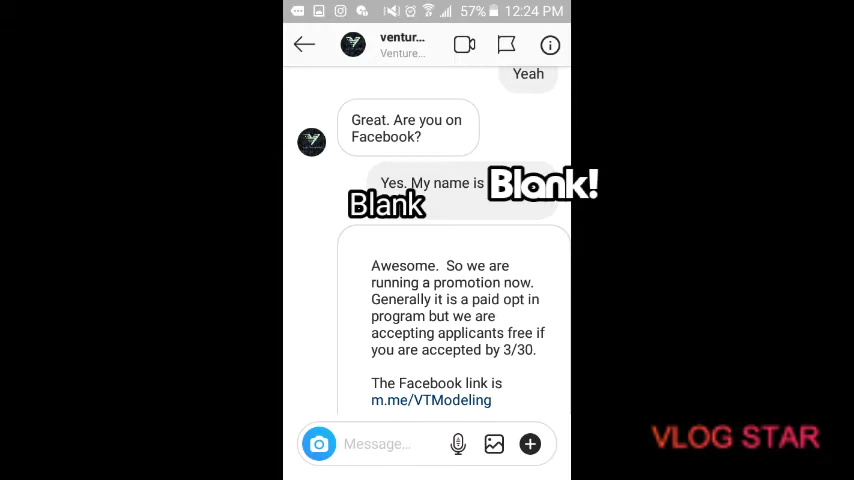 57% 12:24 PM
ventur...
Venture...
Yeah
Great. Are you on
Facebook?
Yes. My name is Blank!
Blank
Awesome. So we are
running a promotion now.
Generally it is a paid opt in
program but we are
accepting applicants free if
you are accepted by 3/30.
The Facebook link is
m.me/VTModeling
Message...
VLOG STAR